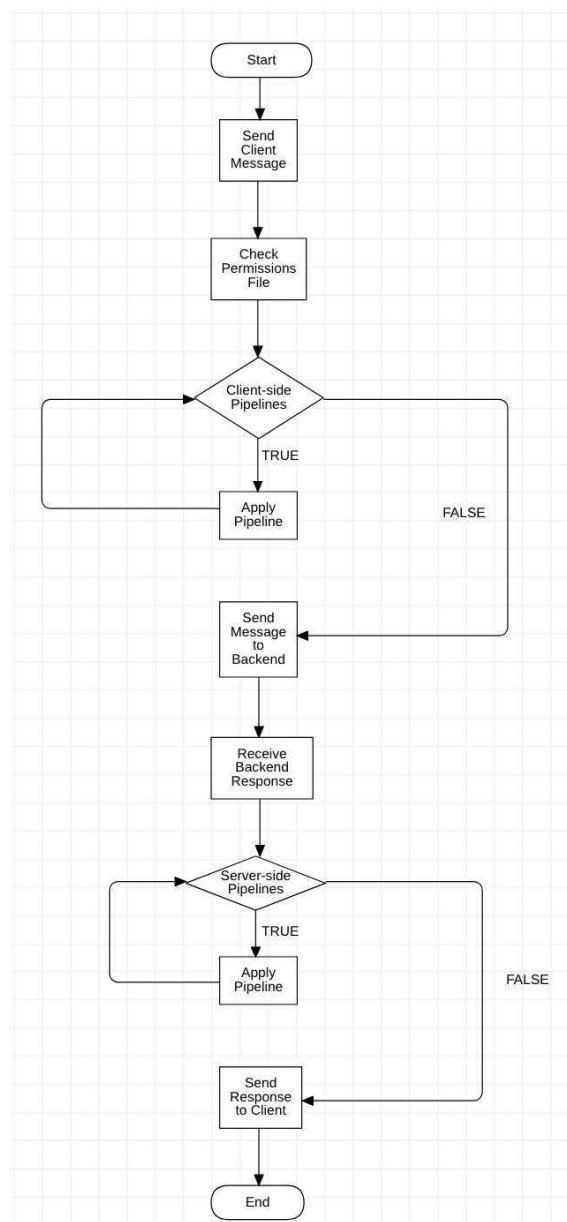 Start
Send
Client
Message
Check
Permissions
File
Client-side
Pipelines
TRUE
Apply
Pipeline
FALSE
Send
Message
to
Backend
Receive
Backend
Response
Server-side
Pipelines
TRUE
Apply
Pipeline
FALSE
Send
Response
to Client
End